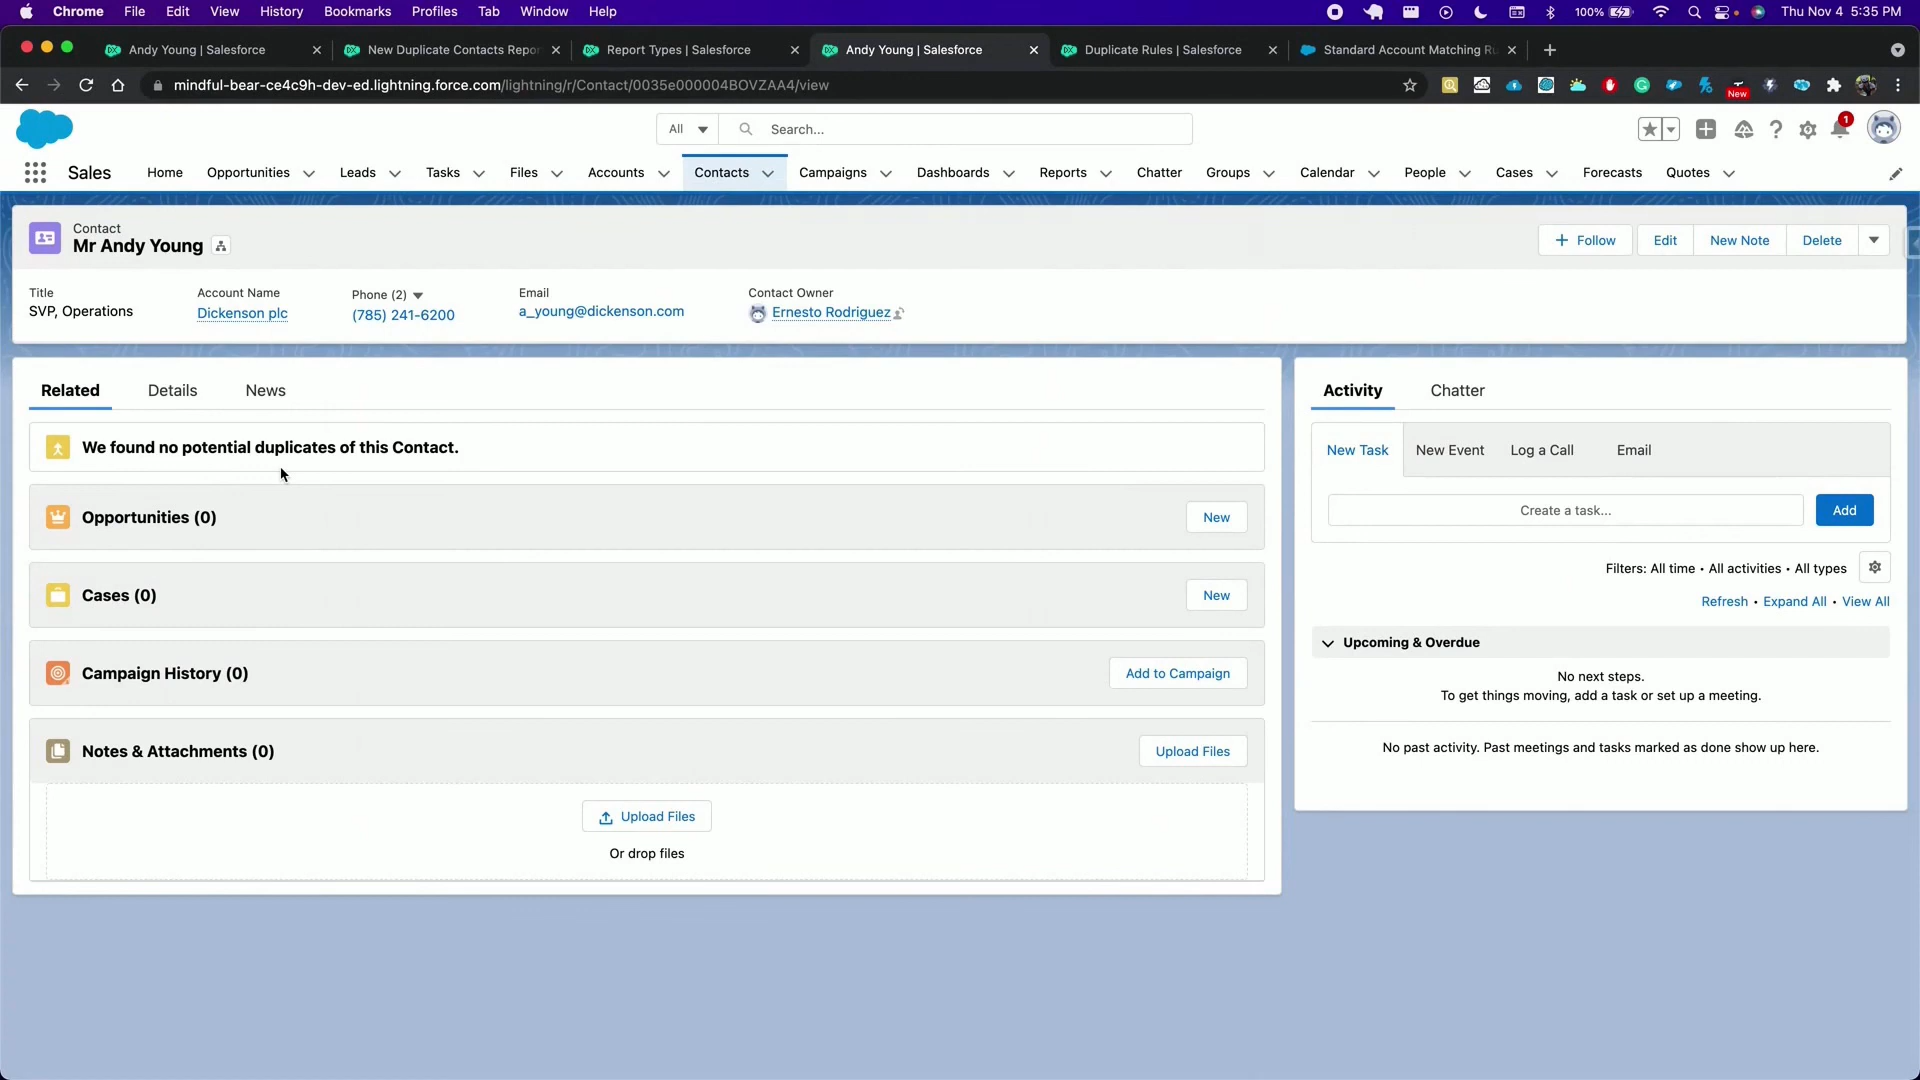 Chrome File Edit View History Bookmarks Profiles Tab Window Help 100% Thu Nov 4 5:35 PM
Andy Young | Salesforce New Duplicate Contacts Repor Report Types | Salesforce Andy Young | Salesforce Duplicate Rules | Salesforce Standard Account Matching Ru
mindful-bear-ce4c9h-dev-ed.lightning.force.com/lightning/r/Contact/0035e000004BOVZAA4/view
New
All Search... 1
Sales Home Opportunities Leads Tasks Files Accounts Contacts Campaigns Dashboards Reports Chatter Groups Calendar People Cases Forecasts Quotes
Contact
Mr Andy Young
Follow Edit New Note Delete
Title Account Name Phone (2) Email Contact Owner
SVP, Operations Dickenson plc (785) 241-6200 a_young@dickenson.com Ernesto Rodriguez
Related Details News
We found no potential duplicates of this Contact.
Opportunities (0) New
Cases (0) New
Campaign History (0) Add to Campaign
Notes & Attachments (0) Upload Files
Upload Files
Or drop files
Activity Chatter
New Task New Event Log a Call Email
Create a task... Add
Filters: All time • All activities • All types
Refresh • Expand All • View All
Upcoming & Overdue
No next steps.
To get things moving, add a task or set up a meeting.
No past activity. Past meetings and tasks marked as done show up here.